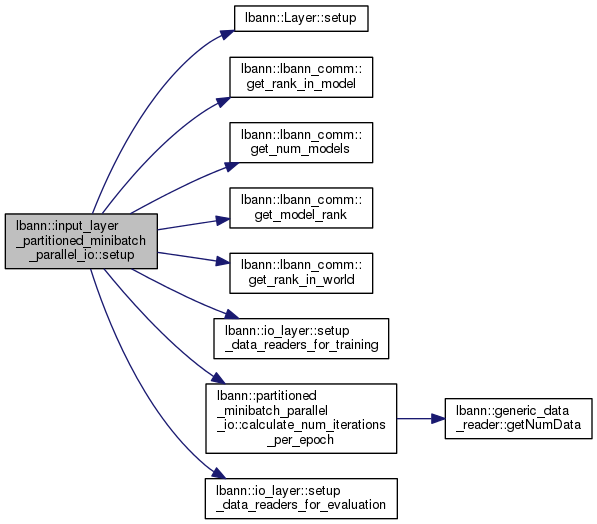 lbann::Layer::setup
lbann::lbann_comm::
get_rank_in_model
lbann::lbann_comm::
get_num_models
lbann::lbann_comm::
get_model_rank
lbann::input_layer
_partitioned_minibatch
_parallel_io::setup
lbann::lbann_comm::
get_rank_in_world
lbann::io_layer::setup
_data_readers_for_training
lbann::partitioned
_minibatch_parallel
_io::calculate_num_iterations
_per_epoch
lbann::generic_data
_reader::getNumData
lbann::io_layer::setup
_data_readers_for_evaluation